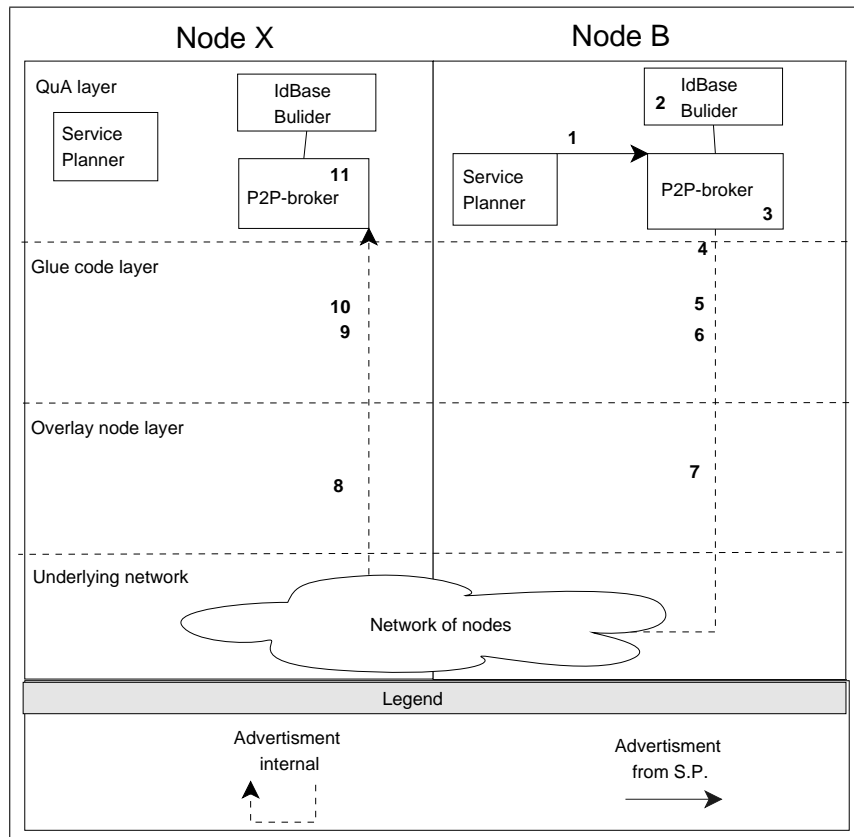 Node X
Node B
QuA layer
IdBase
Bulider
Service
Planner
11
P2P-broker
IdBase
2
Bulider
1
Service
Planner
P2P-broker
3
4
Glue code layer
10
9
5
6
Overlay node layer
8
7
Underlying network
Network of nodes
Legend
Advertisment
internal
Advertisment
from S.P.